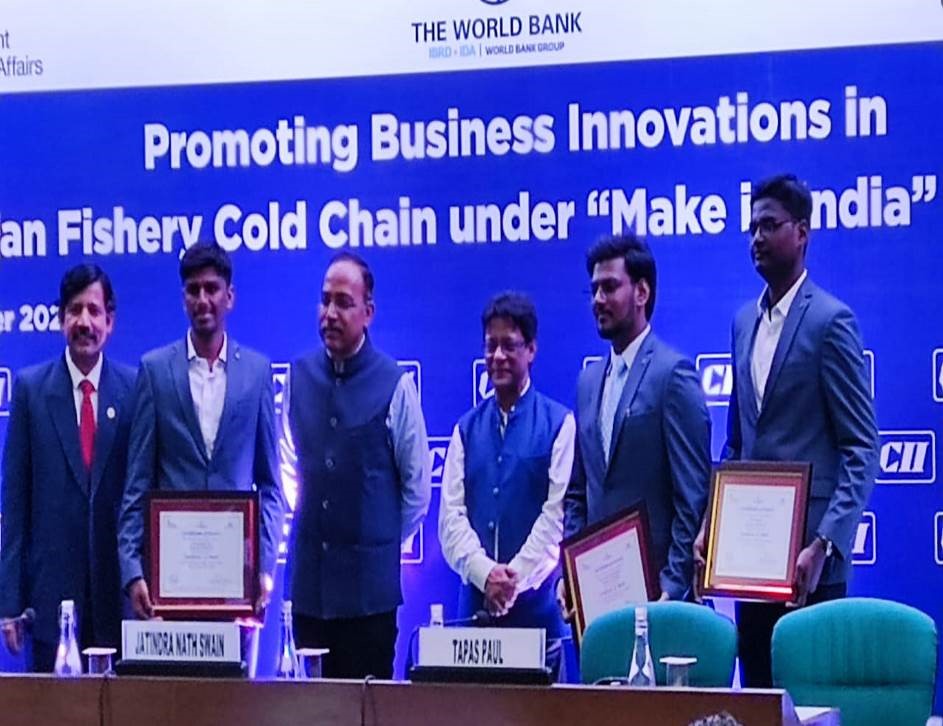 nt
Affairs
THE WORLD BANK
IBRD • IDA | WORLD BANK GROUP
Promoting Business Innovations in
an Fishery Cold Chain under “Make in India”
er 202
CII
CII
JATINDRA NATH SWAIN
TAPAS PAUL